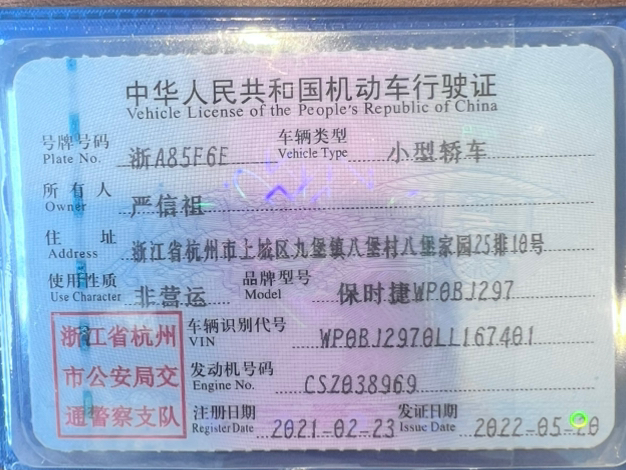 中华人民共和国机动车行驶证
Vehicle License of the People's Republic of China
号牌号码 Plate No. 浙A85F6F 车辆类型 Vehicle Type 小型轿车
所有人 Owner 严信祖
住址 Address 浙江省杭州市上城区九堡镇八堡村八堡家园25排10号
使用性质 Use Character 非营运 品牌型号 Model 保时捷WP0BJ297
浙江省杭州市公安局交通警察支队
车辆识别代号 VIN WP0BJ2970LL167401
发动机号码 Engine No. CSZ038969
注册日期 Register Date 2021-02-23 发证日期 Issue Date 2022-05-20